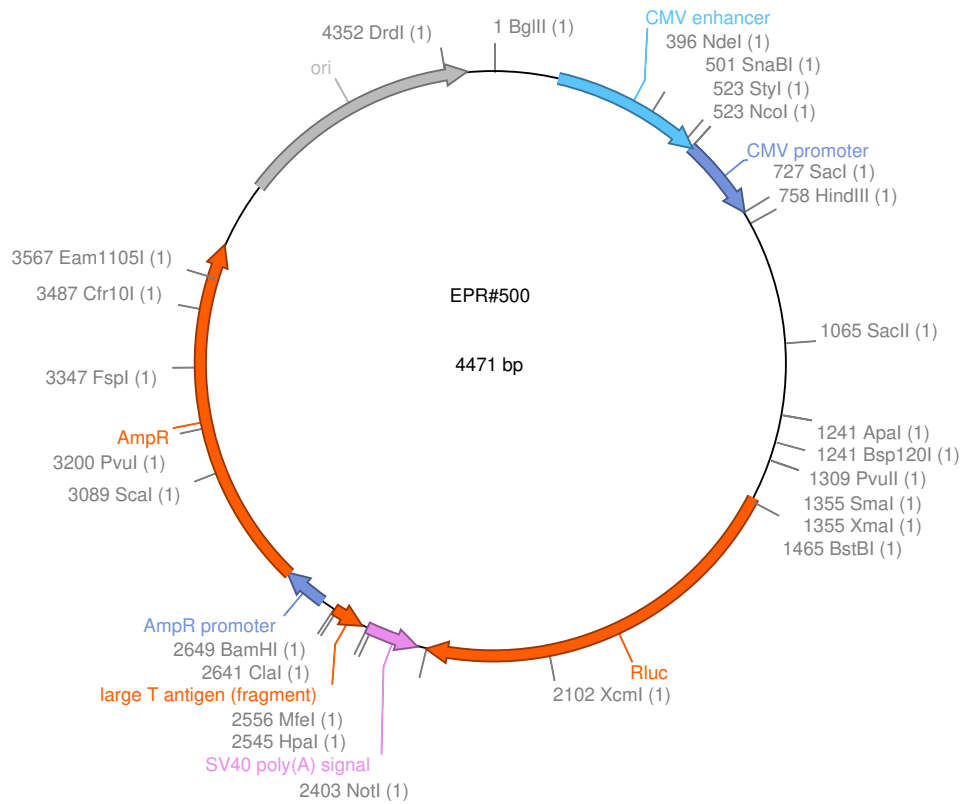 CMV enhancer
4352 DrdI (1)
1 BglII (1)
396 NdeI (1)
501 SnaBI (1)
523 StyI (1)
523 NcoI (1)
ori
CMV promoter
727 SacI (1)
758 HindIII (1)
3567 Eam1105I (1)
3487 Cfr10I (1)
EPR#500
1065 SacII (1)
4471 bp
3347 FspI (1)
AmpR
3200 PvuI (1)
3089 ScaI (1)
1241 ApaI (1)
1241 Bsp120I (1)
1309 PvuII (1)
1355 SmaI (1)
1355 XmaI (1)
1465 BstBI (1)
AmpR promoter
2649 BamHI (1)
2641 ClaI (1)
large T antigen (fragment)
2556 MfeI (1)
2545 HpaI (1)
SV40 poly(A) signal
2403 NotI (1)
Rluc
2102 XcmI (1)